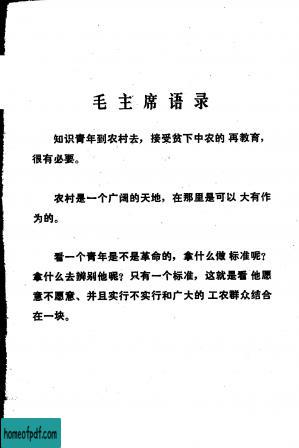 毛主席语录
知识青年到农村去，接受贫下中农的 再教育，
很有必要。
农村是一个广阔的天地，在那里是可以 大有作
为的。
看一个青年是不是革命的，拿什么做 标准呢？
拿什么去辨别他呢？只有一个标准，这就是看 他愿
意不愿意、并且实行不实行和广大的 工农群众结合
在一块。
homeofpdf.com